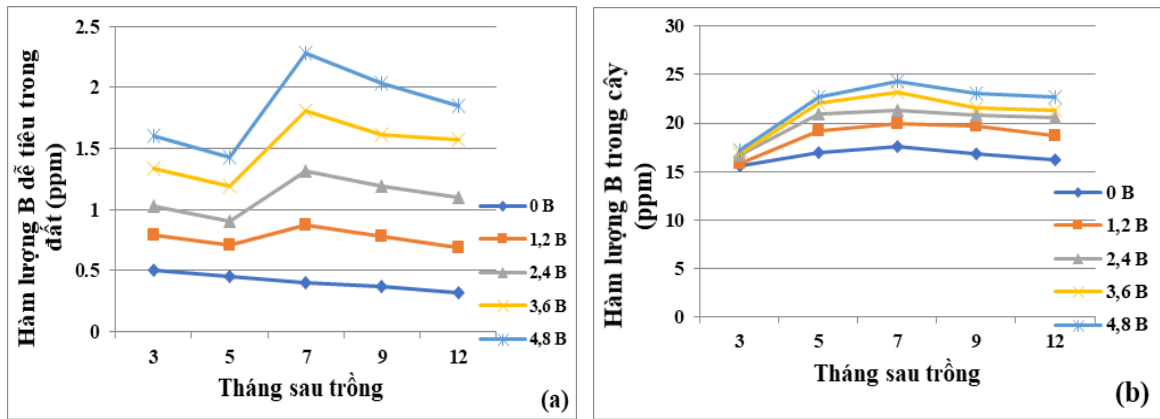 Hàm lượng B dễ tiêu trong
đất (ppm)
2.5
2
1.5
1
0.5
0
3 5 7 9 12
Tháng sau trồng
0 B
1,2 B
2,4 B
3,6 B
4,8 B
(a)
Hàm lượng B trong cây
(ppm)
30
25
20
15
10
5
0
3 5 7 9 12
Tháng sau trồng
0 B
1,2 B
2,4 B
3,6 B
4,8 B
(b)